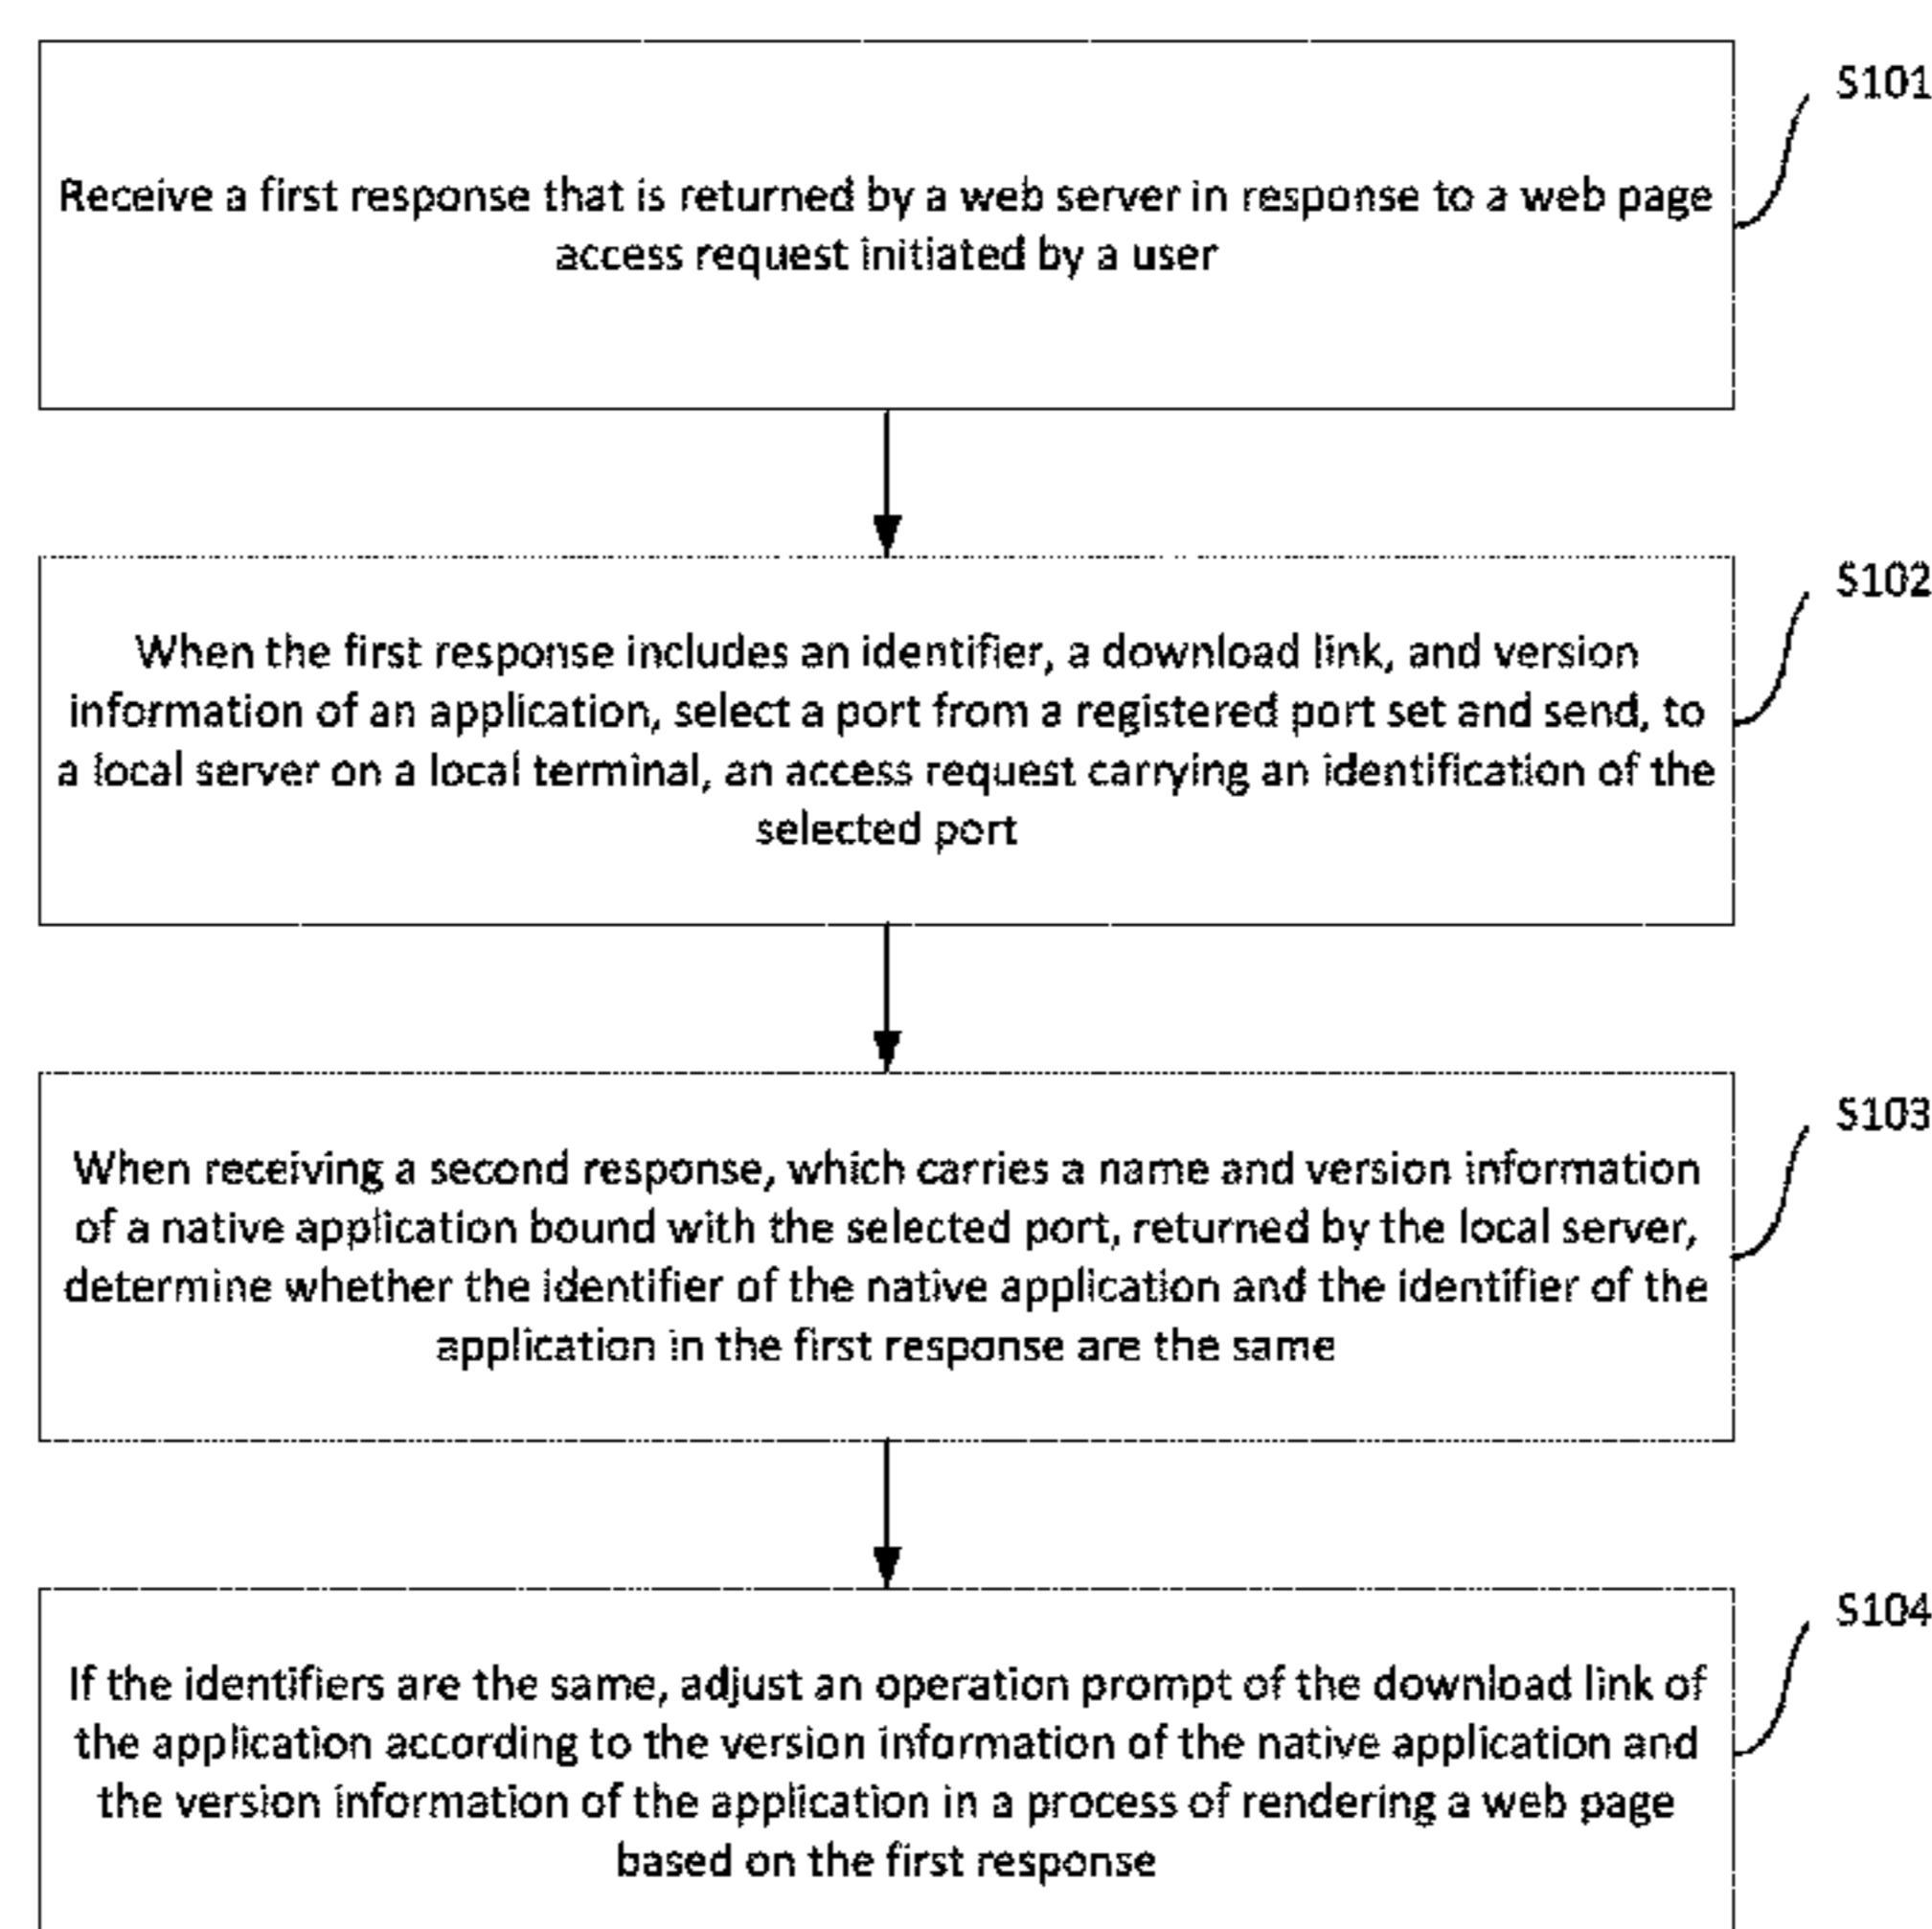 S101
Receive a first response that is returned by a web server in response to a web page
access request initiated by a user
S102
When the first response includes an identifier, a download link, and version
information of an application, select a port from a registered port set and send, to
a local server on a local terminal, an access request carrying an identification of the
selected port
S103
When receiving a second response, which carries a name and version information
of a native application bound with the selected port, returned by the local server,
determine whether the identifier of the native application and the identifier of the
application in the first response are the same
S104
If the identifiers are the same, adjust an operation prompt of the download link of
the application according to the version information of the native application and
the version information of the application in a process of rendering a web page
based on the first response